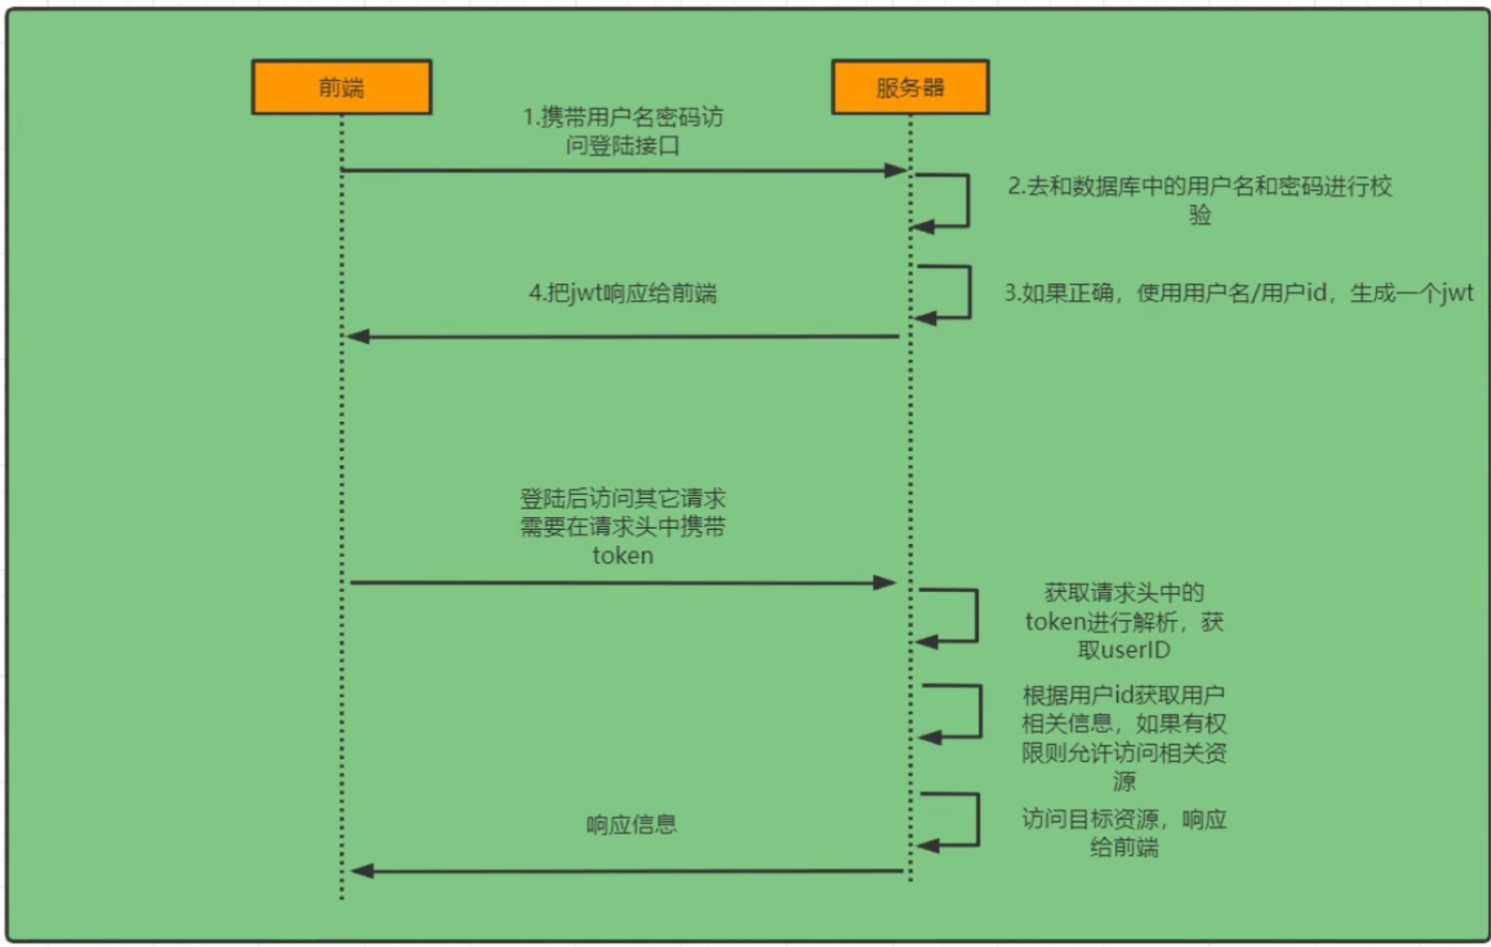 前端
服务器
1.携带用户名密码访
问登陆接口
2.去和数据库中的用户名和密码进行校
验
3.如果正确，使用用户名/用户id，生成一个jwt
4.把jwt响应给前端
登陆后访问其它请求
需要在请求头中携带
token
获取请求头中的
token进行解析，获
取userID
根据用户id获取用户
相关信息，如果有权
限则允许访问相关资
源
访问目标资源，响应
给前端
响应信息